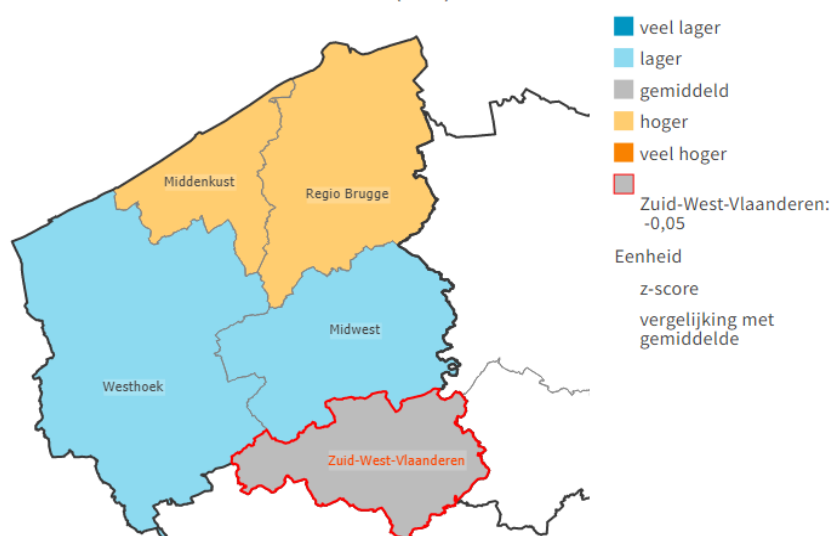 veel lager
lager
gemiddeld
hoger
veel hoger
Zuid-West-Vlaanderen:
-0,05
Eenheid
z-score
vergelijking met
gemiddelde
Middenkust
Regio Brugge
Midwest
Westhoek
Zuid-West-Vlaanderen